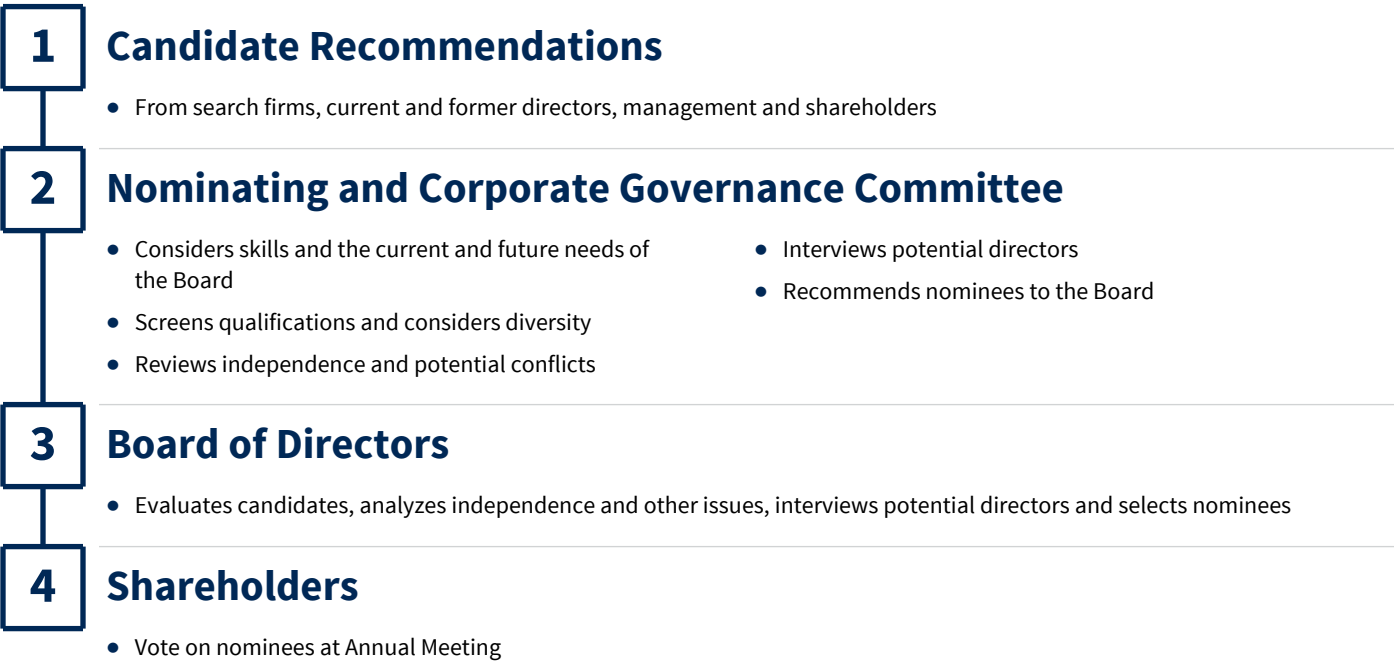 1
Candidate Recommendations
• From search firms, current and former directors, management and shareholders
2
Nominating and Corporate Governance Committee
• Considers skills and the current and future needs of
the Board
• Screens qualifications and considers diversity
• Reviews independence and potential conflicts
• Interviews potential directors
• Recommends nominees to the Board
3
Board of Directors
• Evaluates candidates, analyzes independence and other issues, interviews potential directors and selects nominees
4
Shareholders
• Vote on nominees at Annual Meeting